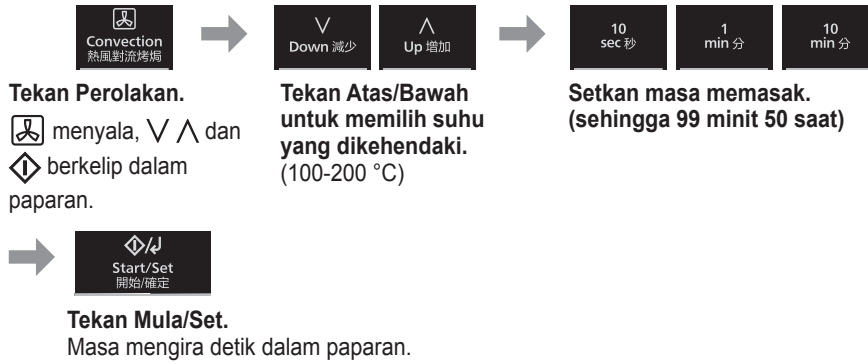 Convection
熱風對流烤焗
Down 減少
Up 增加
10
sec 秒
1
min 分
10
min 分
Tekan Perolakan.
menyala, ∨ ∧ dan
berkelip dalam
paparan.
Tekan Atas/Bawah
untuk memilih suhu
yang dikehendaki.
(100-200 °C)
Setkan masa memasak.
(sehingga 99 minit 50 saat)
Start/Set
開始/確定
Tekan Mula/Set.
Masa mengira detik dalam paparan.